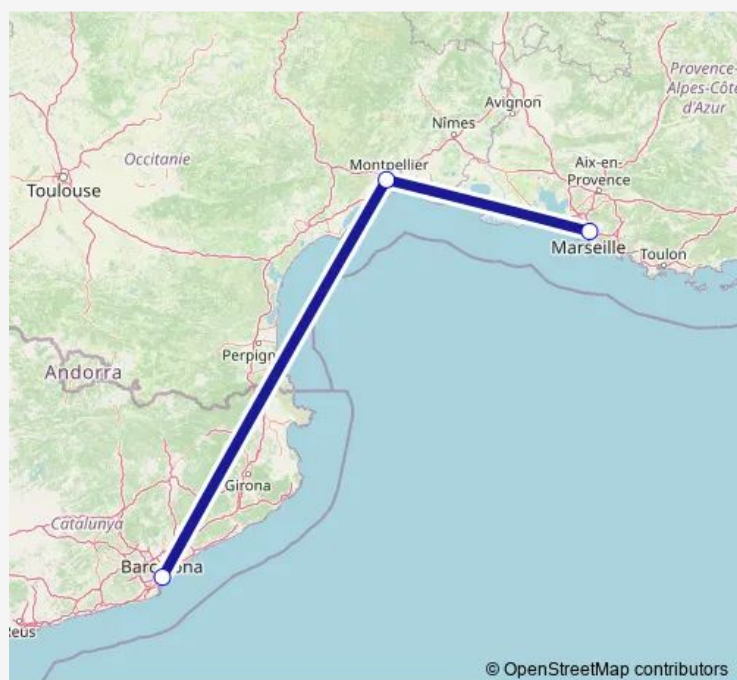 Provence-
Alpes-Côte
d'Azur
Avignon
Nîmes
Occitanie
Montpellier
Toulouse
Aix-en-
Provence
Marseille
Toulon
Perpign
Andorra
Girona
Catalunya
Barcelona
Reus
© OpenStreetMap contributors